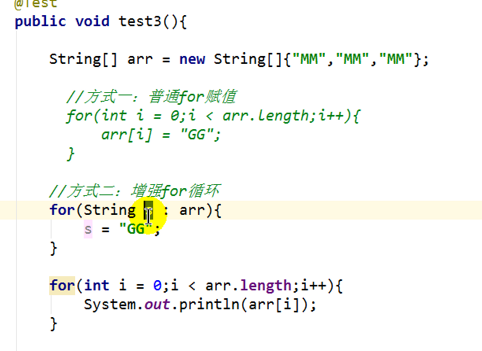 @Test
public void test3(){
String[] arr = new String[]{"MM","MM","MM"};
//方式一：普通for赋值
for(int i = 0;i < arr.length;i++){
arr[i] = "GG";
}
//方式二：增强for循环
for(String : arr){
s = "GG";
}
for(int i = 0;i < arr.length;i++){
System.out.println(arr[i]);
}